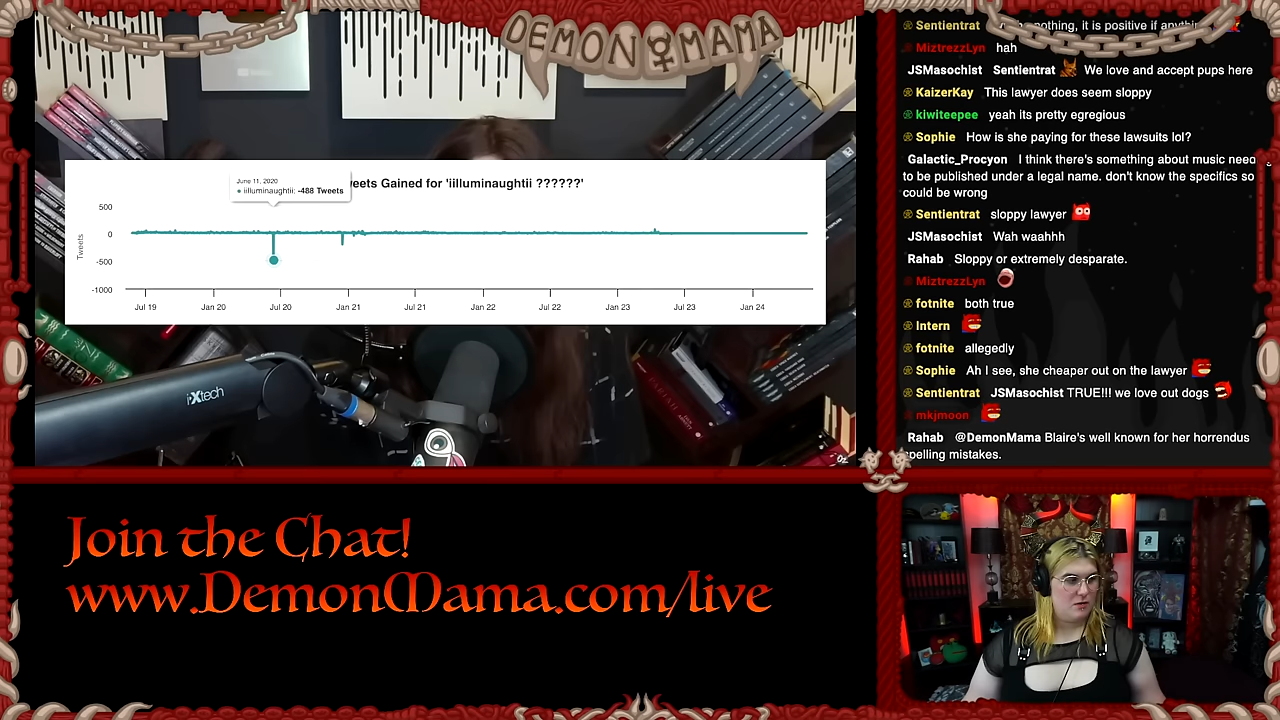 DEMON MAMA
June 11, 2020
iilluminaughtii: -488 Tweets
eets Gained for 'iilluminaughtii ??????'
500
0
-500
-1000
Tweets
Jul 19
Jan 20
Jul 20
Jan 21
Jul 21
Jan 22
Jul 22
Jan 23
Jul 23
Jan 24
iXtech
Join the Chat!
www.DemonMama.com/live
Sentientrat nothing, it is positive if
MiztrezzLyn hah
JSMasochist Sentientrat We love and accept pups here
KaizerKay This lawyer does seem sloppy
kiwiteepee yeah its pretty egregious
Sophie How is she paying for these lawsuits lol?
Galactic_Procyon I think there's something about music need
to be published under a legal name. don't know the specifics so
could be wrong
Sentientrat sloppy lawyer
JSMasochist Wah waahhh
Rahab Sloppy or extremely desparate.
MiztrezzLyn
fotnite both true
Intern
fotnite allegedly
Sophie Ah I see, she cheaper out on the lawyer
Sentientrat JSMasochist TRUE!!! we love out dogs
mkjmoon
Rahab @DemonMama Blaire's well known for her horrendus
spelling mistakes.